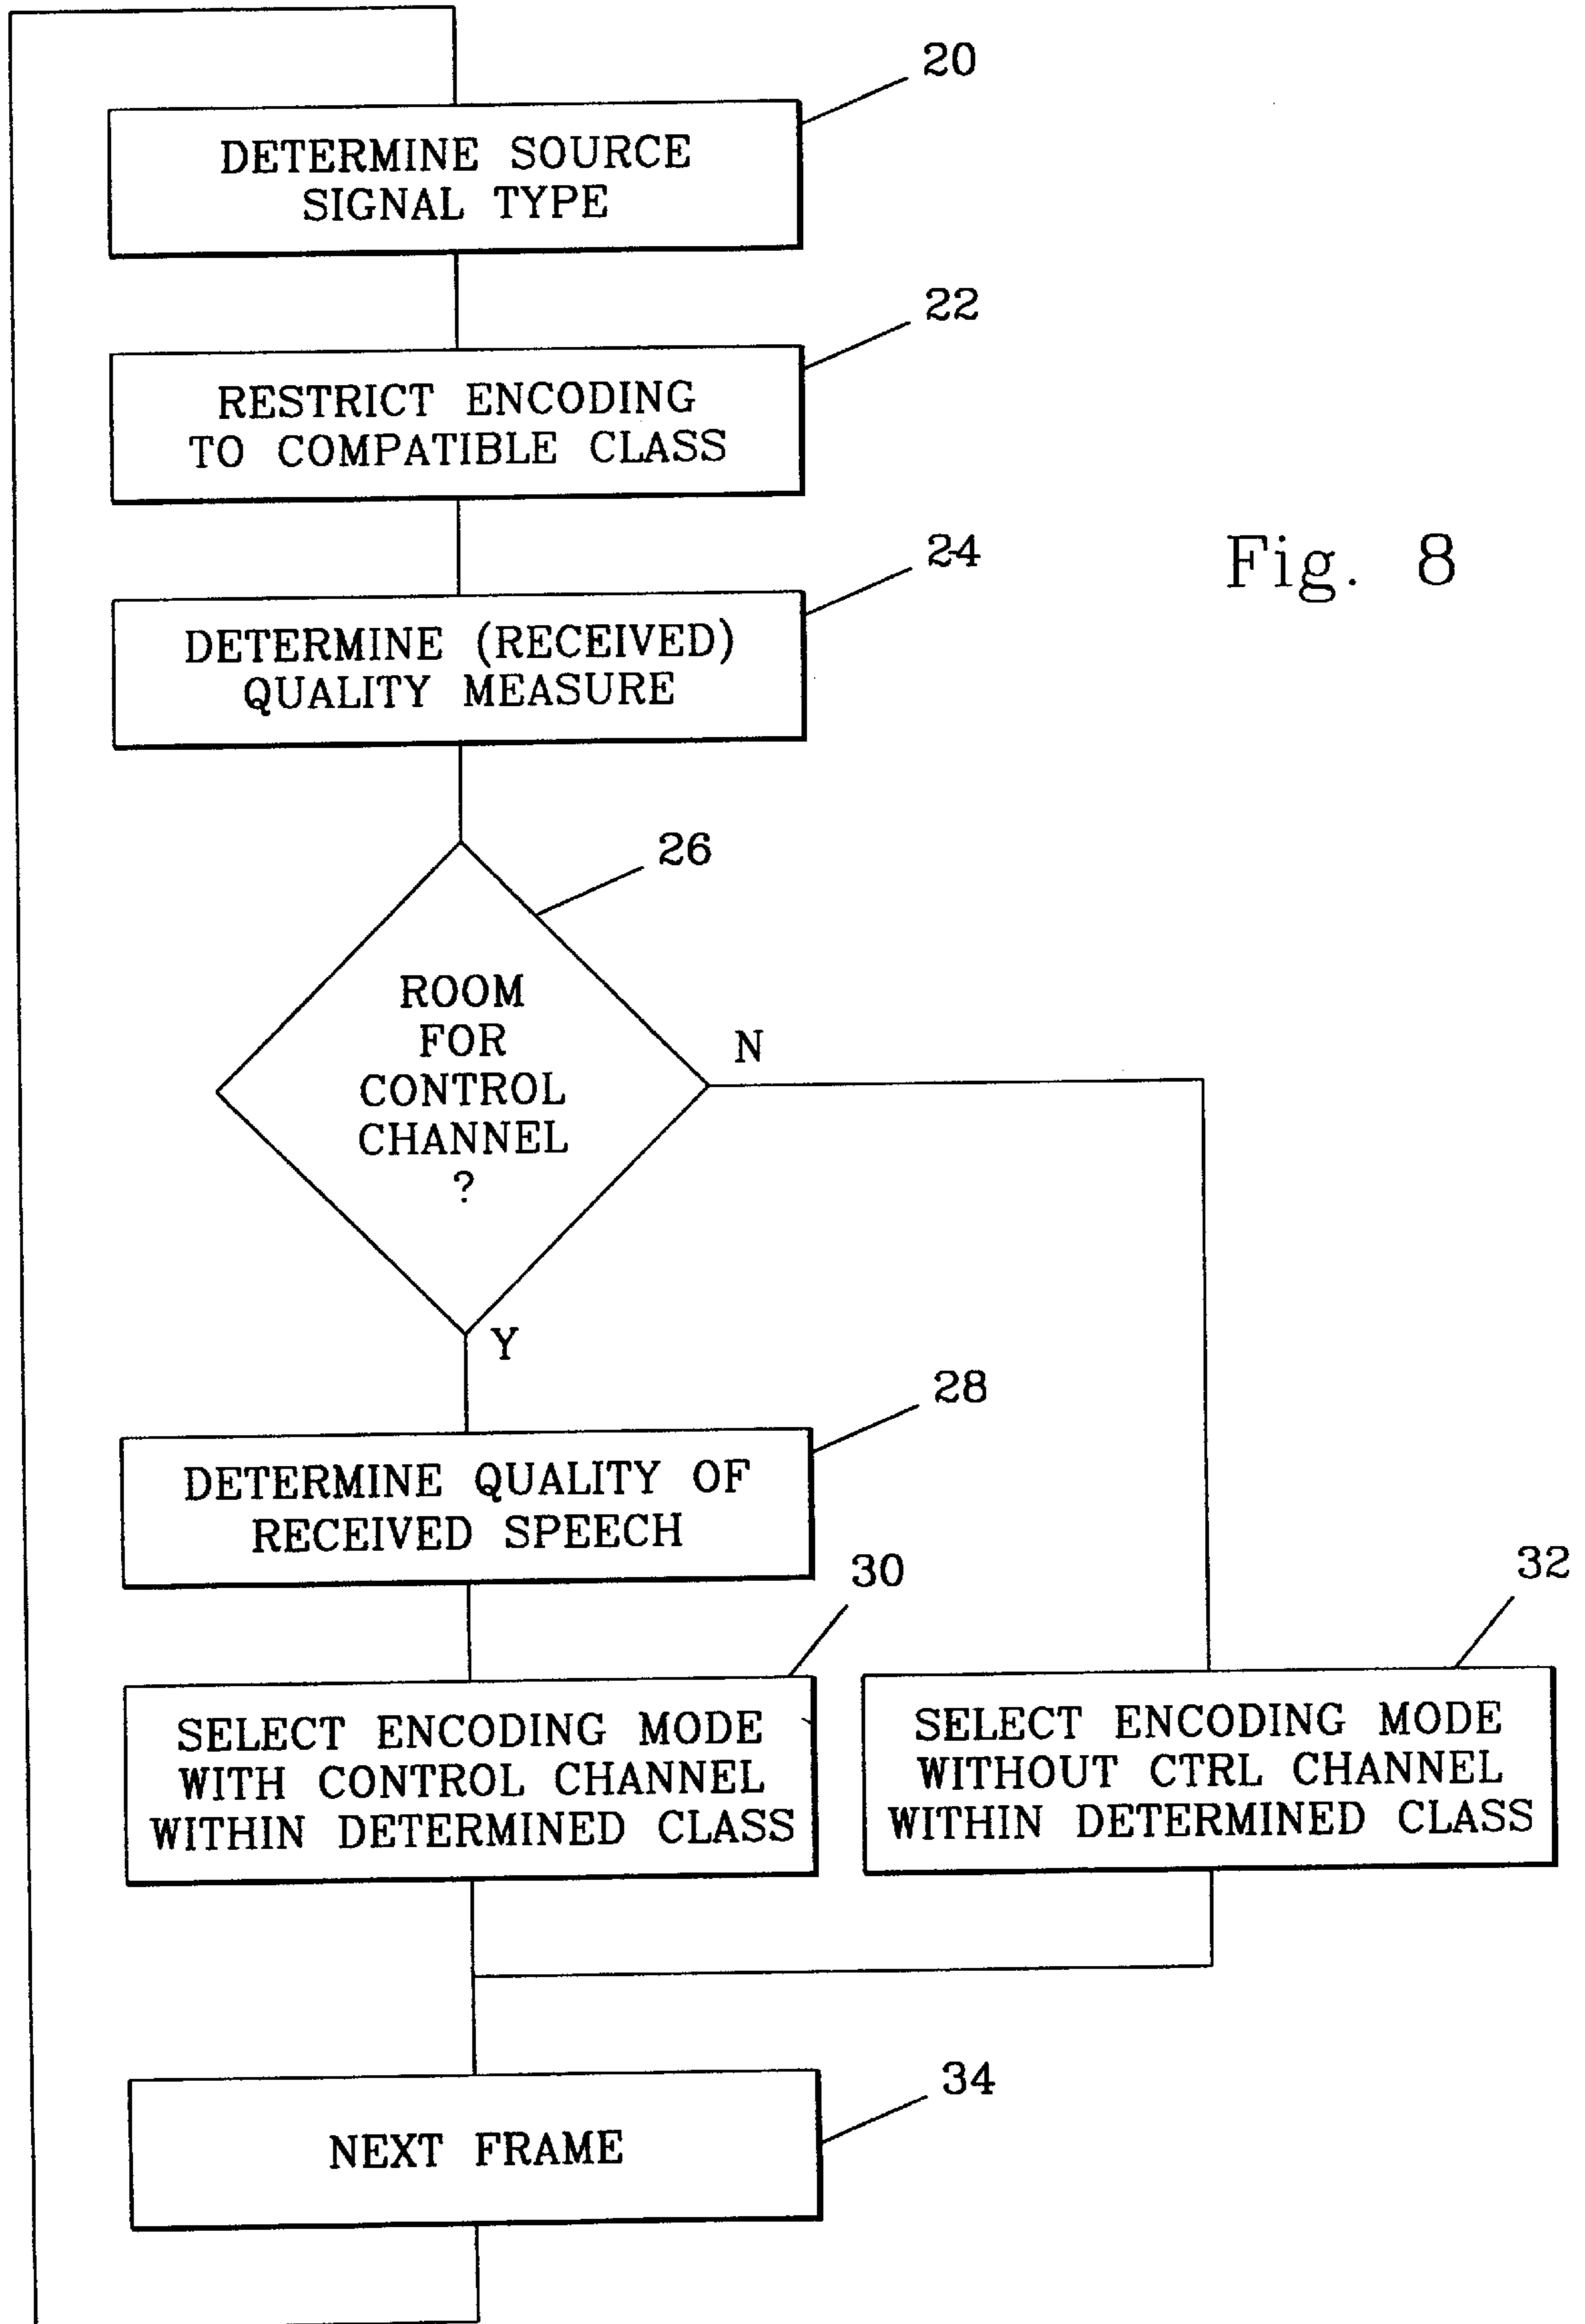 20
DETERMINE SOURCE
SIGNAL TYPE
22
RESTRICT ENCODING
TO COMPATIBLE CLASS
24
Fig. 8
DETERMINE (RECEIVED)
QUALITY MEASURE
26
ROOM
FOR
CONTROL
CHANNEL
?
N
Y
28
DETERMINE QUALITY OF
RECEIVED SPEECH
30
SELECT ENCODING MODE
WITH CONTROL CHANNEL
WITHIN DETERMINED CLASS
32
SELECT ENCODING MODE
WITHOUT CTRL CHANNEL
WITHIN DETERMINED CLASS
34
NEXT FRAME